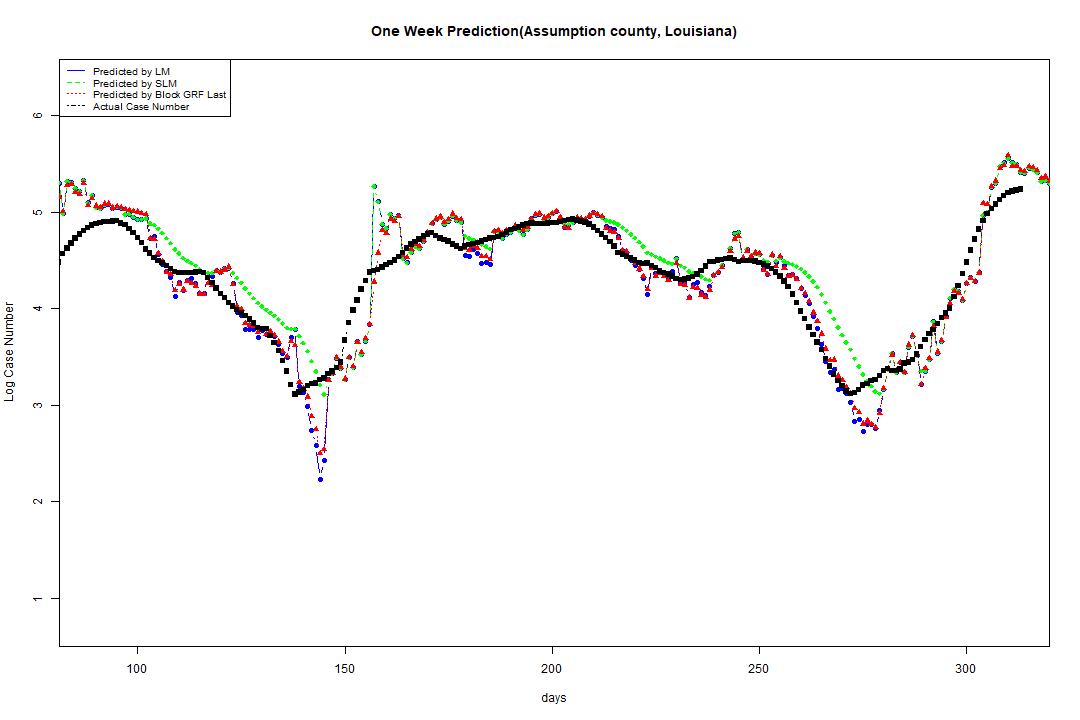 One Week Prediction(Assumption county, Louisiana)
Predicted by LM
Predicted by SLM
Predicted by Block GRF Last
Actual Case Number
Log Case Number
6
5
4
3
2
1
100
150
200
250
300
days